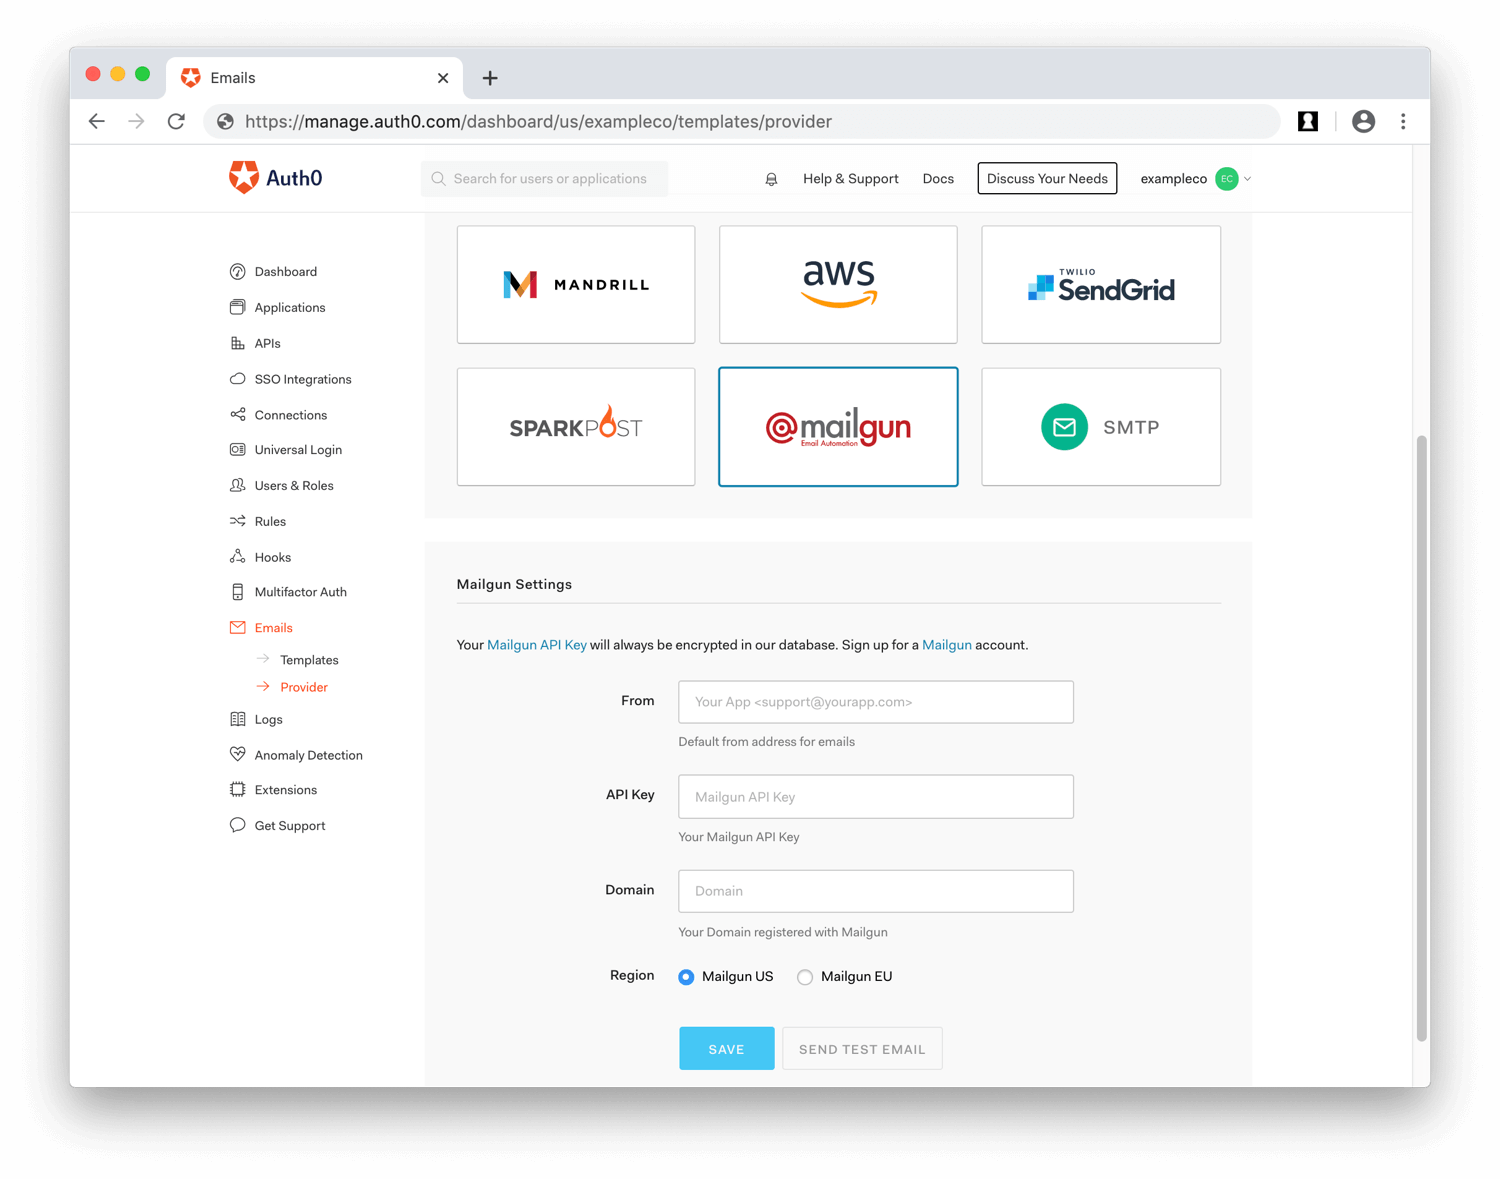 Emails
https://manage.auth0.com/dashboard/us/exampleco/templates/provider
Auth0
Search for users or applications
Help & Support
Docs
Discuss Your Needs
exampleco
EC
Dashboard
Applications
APIs
SSO Integrations
Connections
Universal Login
Users & Roles
Rules
Hooks
Multifactor Auth
Emails
Templates
Provider
Logs
Anomaly Detection
Extensions
Get Support
MANDRILL
aws
TWILIO
SendGrid
SPARKPOST
@mailgun
Email Automation
SMTP
Mailgun Settings
Your Mailgun API Key will always be encrypted in our database. Sign up for a Mailgun account.
From
Your App <support@yourapp.com>
Default from address for emails
API Key
Mailgun API Key
Your Mailgun API Key
Domain
Domain
Your Domain registered with Mailgun
Region
Mailgun US
Mailgun EU
SAVE
SEND TEST EMAIL